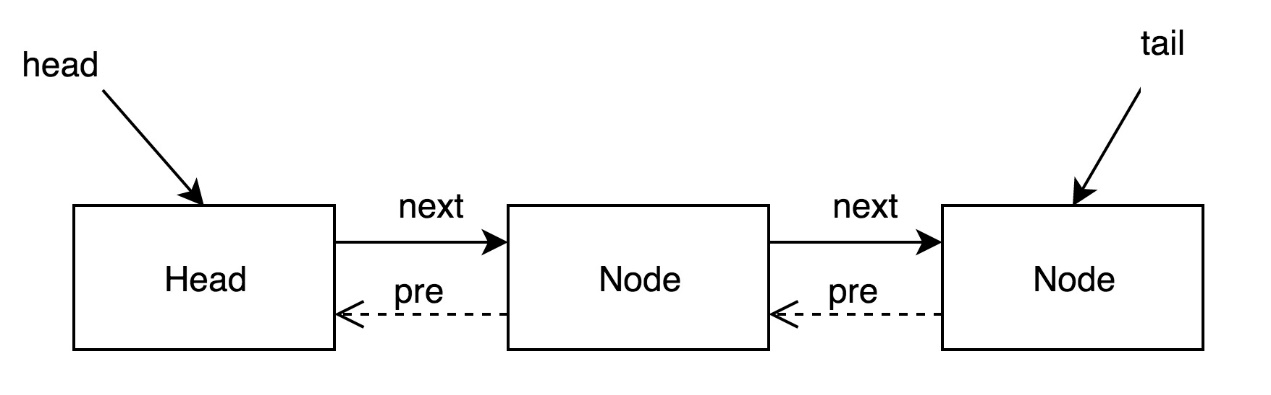 head
tail
next
next
Head
Node
Node
pre
pre